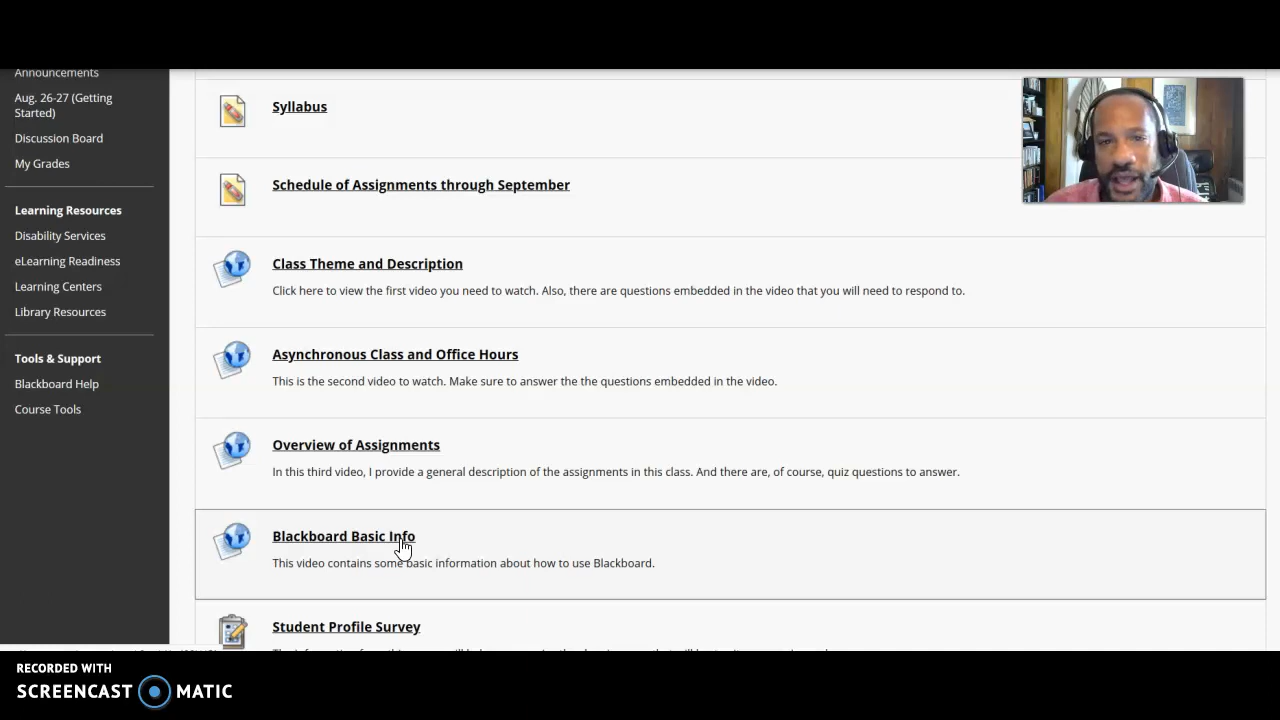 Announcements
Aug. 26-27 (Getting
Started)
Discussion Board
My Grades
Learning Resources
Disability Services
eLearning Readiness
Learning Centers
Library Resources
Tools & Support
Blackboard Help
Course Tools
Syllabus
Schedule of Assignments through September
Class Theme and Description
Click here to view the first video you need to watch. Also, there are questions embedded in the video that you will need to respond to.
Asynchronous Class and Office Hours
This is the second video to watch. Make sure to answer the the questions embedded in the video.
Overview of Assignments
In this third video, I provide a general description of the assignments in this class. And there are, of course, quiz questions to answer.
Blackboard Basic Info
This video contains some basic information about how to use Blackboard.
Student Profile Survey
RECORDED WITH
SCREENCAST MATIC